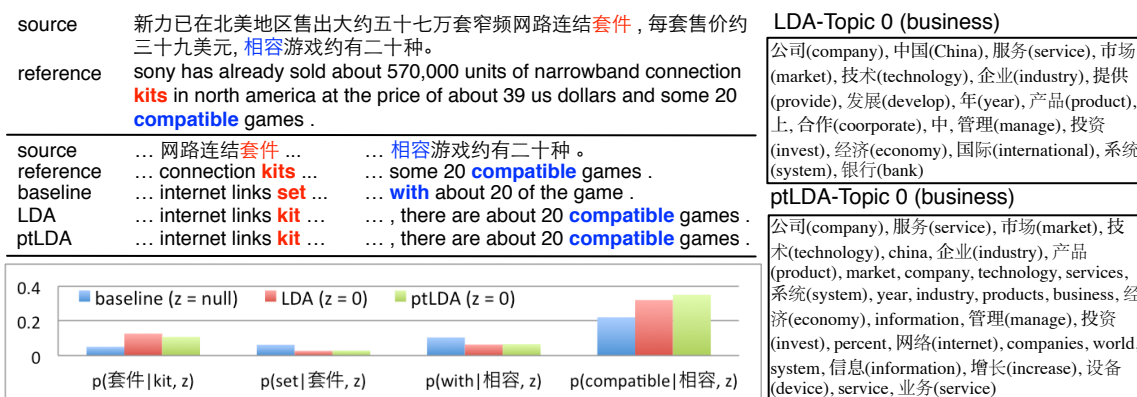 source 新力已在北美地区售出大约五十七万套窄频网路连结套件 , 每套售价约
三十九美元, 相容游戏约有二十种。
reference sony has already sold about 570,000 units of narrowband connection
kits in north america at the price of about 39 us dollars and some 20
compatible games .
source … 网路连结套件 ... … 相容游戏约有二十种 。
reference … connection kits ... … some 20 compatible games .
baseline … internet links set ... … with about 20 of the game .
LDA … internet links kit … … , there are about 20 compatible games .
ptLDA … internet links kit … … , there are about 20 compatible games .
0.4
0.2
0
baseline (z = null) LDA (z = 0) ptLDA (z = 0)
p(套件|kit, z) p(set|套件, z) p(with|相容, z) p(compatible|相容, z)
LDA-Topic 0 (business)
公司(company), 中国(China), 服务(service), 市场
(market), 技术(technology), 企业(industry), 提供
(provide), 发展(develop), 年(year), 产品(product),
上, 合作(coorporate), 中, 管理(manage), 投资
(invest), 经济(economy), 国际(international), 系统
(system), 银行(bank)
ptLDA-Topic 0 (business)
公司(company), 服务(service), 市场(market), 技
术(technology), china, 企业(industry), 产品
(product), market, company, technology, services,
系统(system), year, industry, products, business, 经
济(economy), information, 管理(manage), 投资
(invest), percent, 网络(internet), companies, world,
system, 信息(information), 增长(increase), 设备
(device), service, 业务(service)